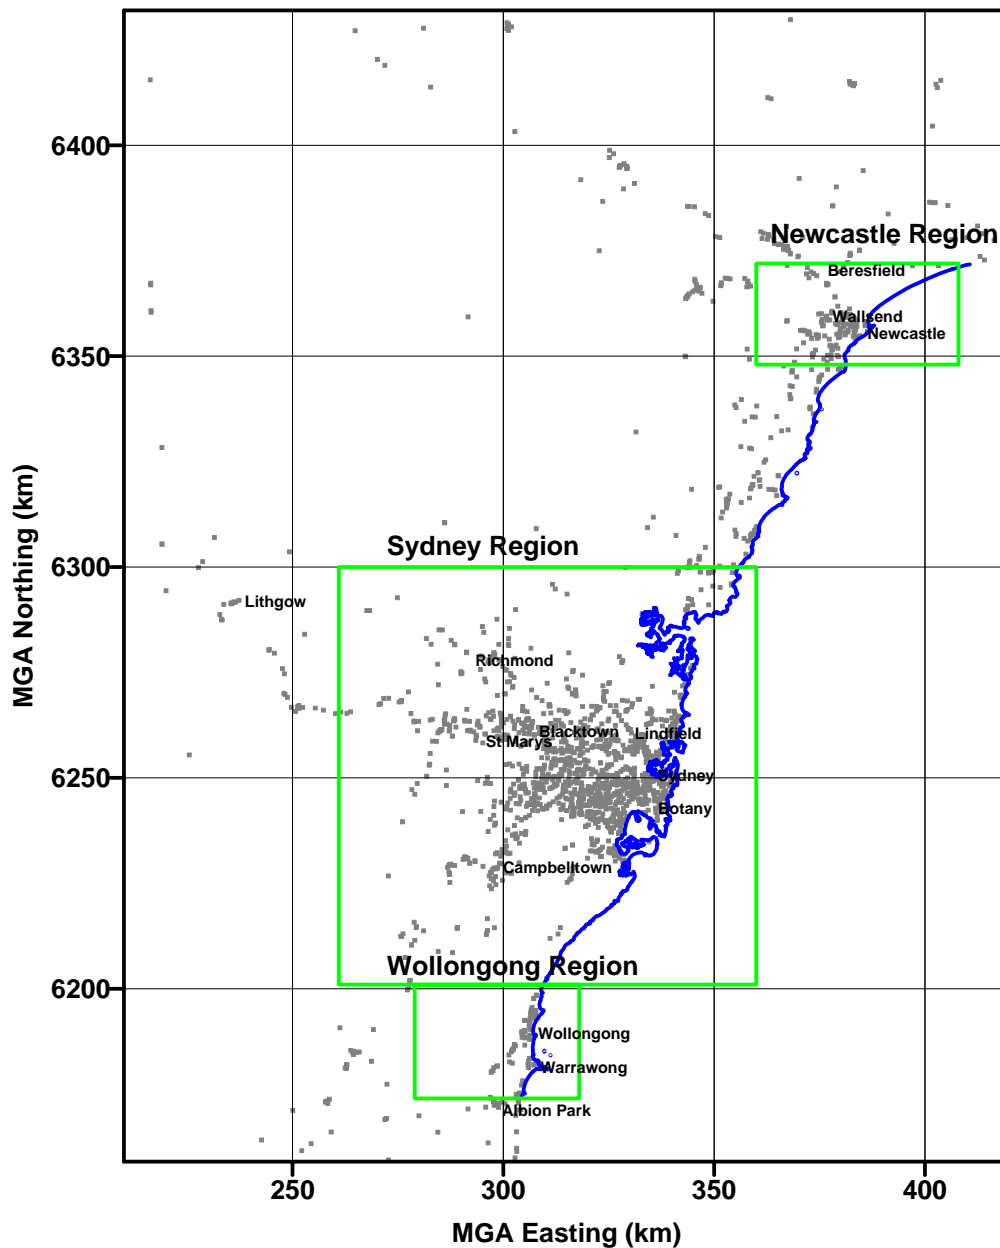 6400
Newcastle Region
Beresfield
Wallsend
Newcastle
6350
MGA Northing (km)
Sydney Region
6300
Lithgow
Richmond
Blacktown
Lindfield
St Marys
Sydney
6250
Botany
Campbelltown
Wollongong Region
6200
Wollongong
Warrawong
Albion Park
250 300 350 400
MGA Easting (km)